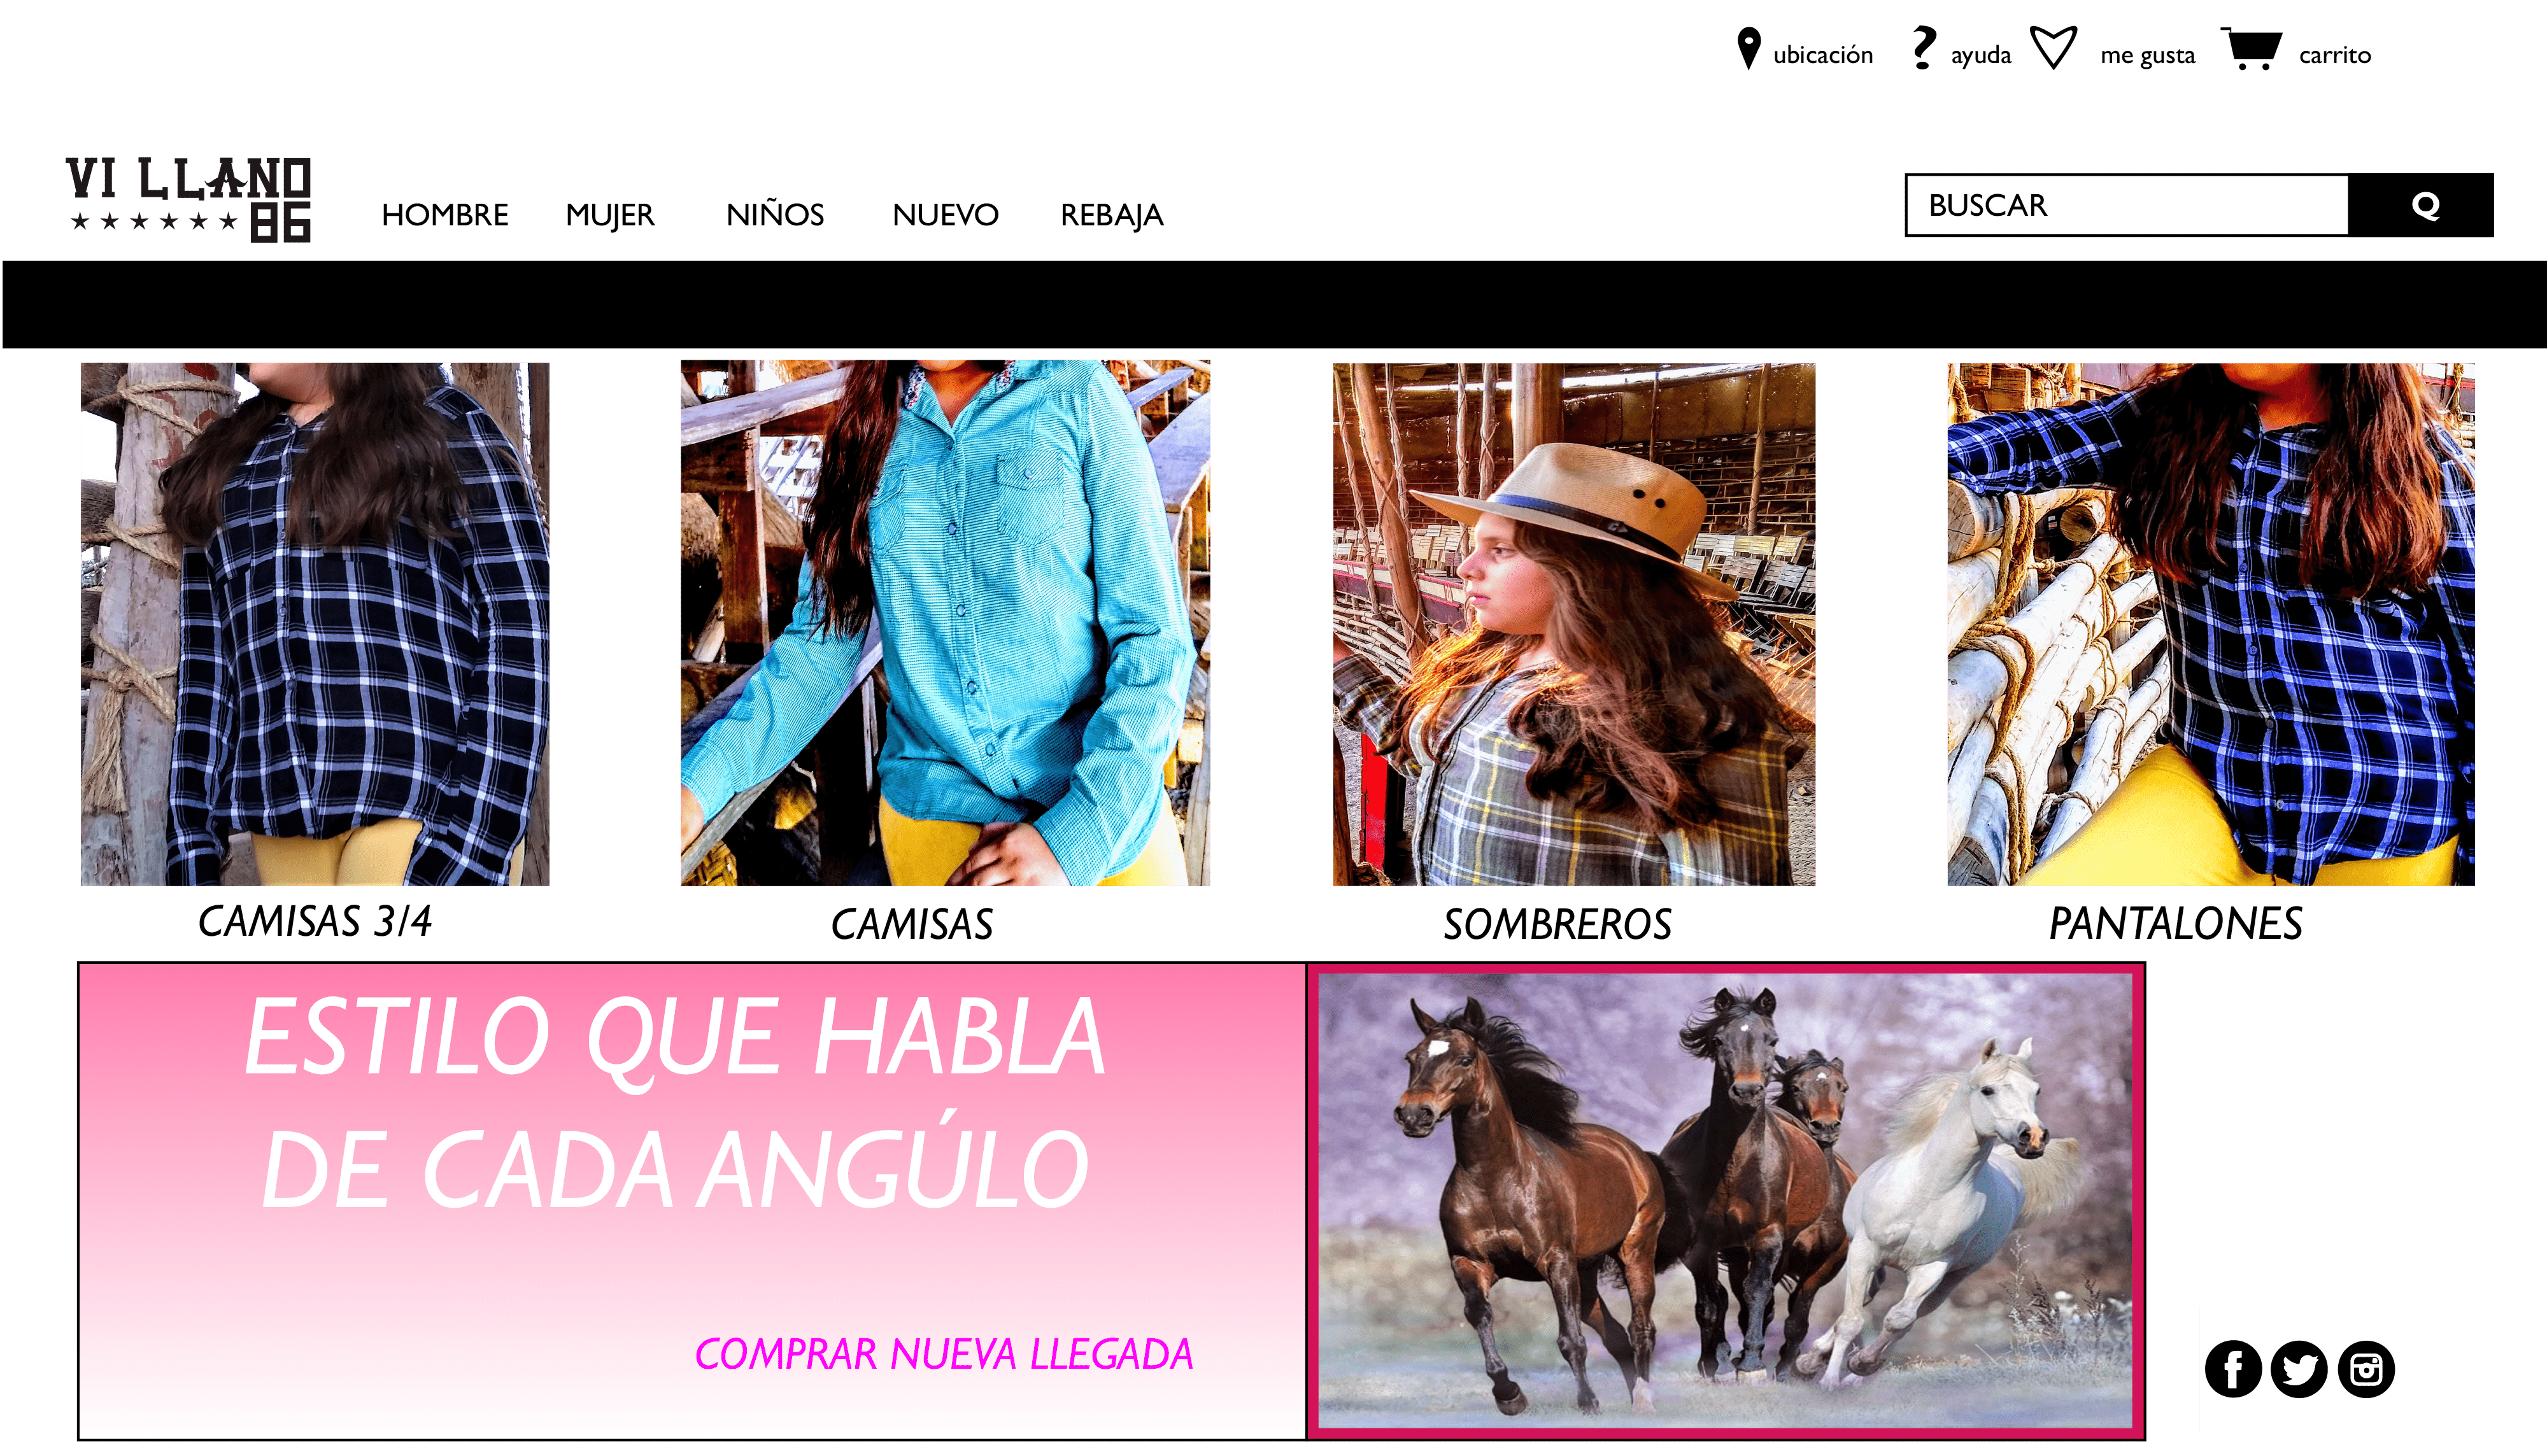 ubicación ayuda me gusta carrito
VI LLANO
86
HOMBRE MUJER NIÑOS NUEVO REBAJA
BUSCAR Q
CAMISAS 3/4 CAMISAS SOMBREROS PANTALONES
ESTILO QUE HABLA
DE CADA ANGÚLO
COMPRAR NUEVA LLEGADA